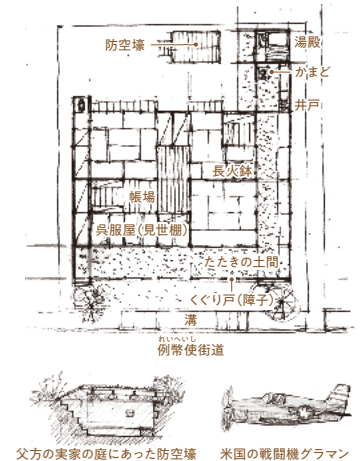 防空壕
湯殿
かまど
井戸
長火鉢
帳場
呉服屋（見世棚）
たたきの土間
くぐり戸（障子）
溝
れいへいし
例幣使街道
父方の実家の庭にあった防空壕
米国の戦闘機グラマン